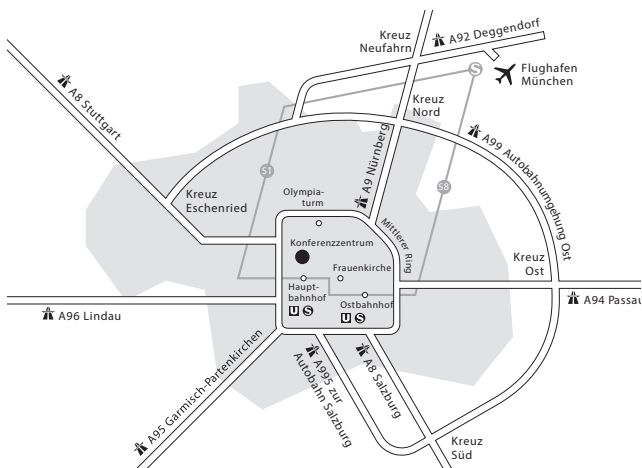 Kreuz
Neufahrn
A92 Deggendorf
S
Flughafen
München
A8 Stuttgart
Kreuz
Nord
A99 Autobahnumgehung Ost
A9 Nürnberg
S1
S8
Kreuz
Eschenried
Olympia-
turm
Mittlerer Ring
Konferenzzentrum
Kreuz
Ost
Frauenkirche
Haupt-
bahnhof
U S
Ostbahnhof
U S
A94 Passau
A96 Lindau
A95 Garmisch-Partenkirchen
A995 zur
Autobahn Salzburg
A8 Salzburg
Kreuz
Süd